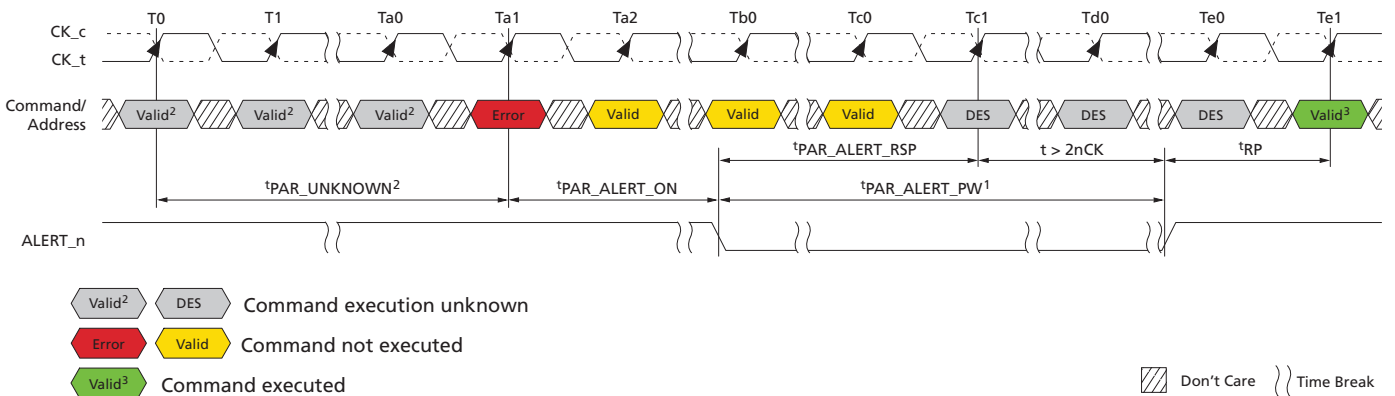 T0 T1 Ta0 Ta1 Ta2 Tb0 Tc0 Tc1 Td0 Te0 Te1
CK_c
CK_t
Command/
Address
Valid² Valid² Valid² Error Valid Valid Valid DES DES DES Valid³
tPAR_ALERT_RSP t > 2nCK tRP
tPAR_UNKNOWN² tPAR_ALERT_ON tPAR_ALERT_PW¹
ALERT_n
Valid² DES Command execution unknown
Error Valid Command not executed
Valid³ Command executed
Don't Care Time Break